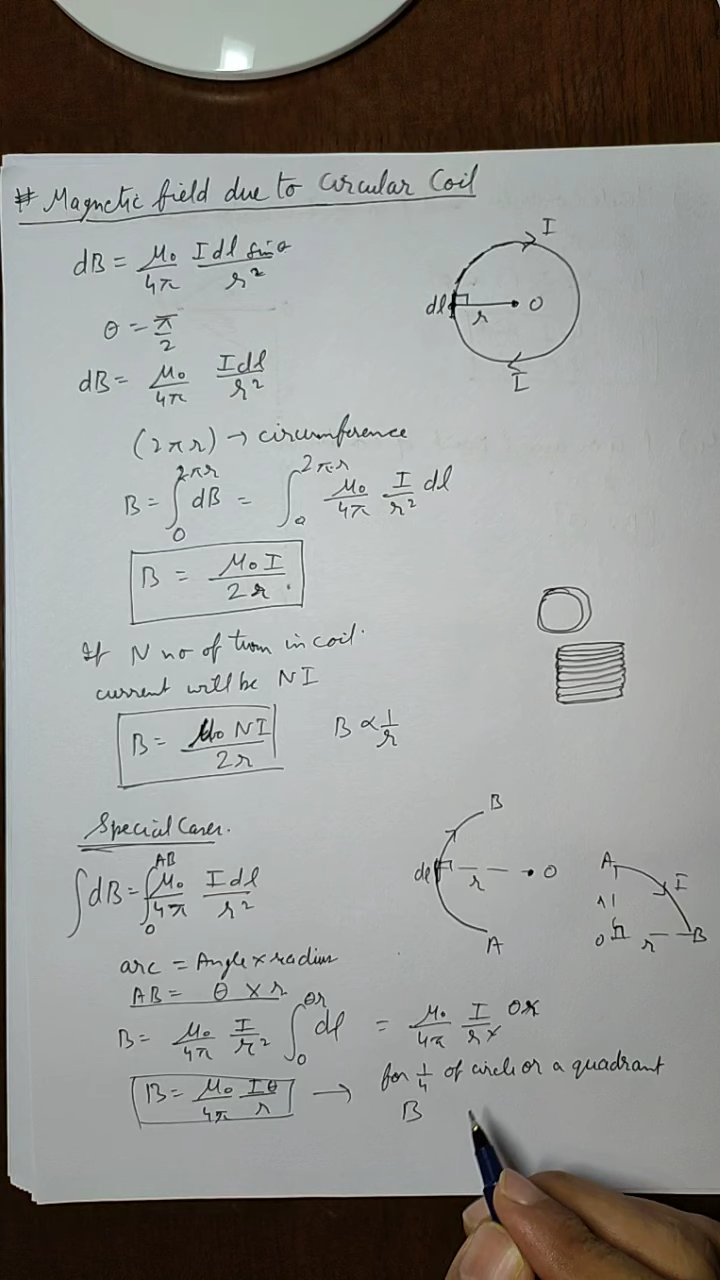 # Magnetic field due to Circular Coil
dB = μ₀/4π Idl sinθ/r²
I
dl r O
I
θ = π/2
dB = μ₀/4π Idl/r²
(2πr) → circumference
B = ∫₀^2πr dB = ∫₀^2πr μ₀/4π I/r² dl
B = μ₀I/2r.
If N no of turn in coil.
current will be NI
B = μ₀NI/2r B ∝ 1/r
Special Cases.
∫dB = ∫₀^AB μ₀/4π Idl/r²
B
dl r O
A
A I
O r B
arc = Angle × radius
AB = θ × r
B = μ₀/4π I/r² ∫₀^θr dl = μ₀/4π I/r² θr
B = μ₀/4π Iθ/r → for 1/4 of circle or a quadrant
B